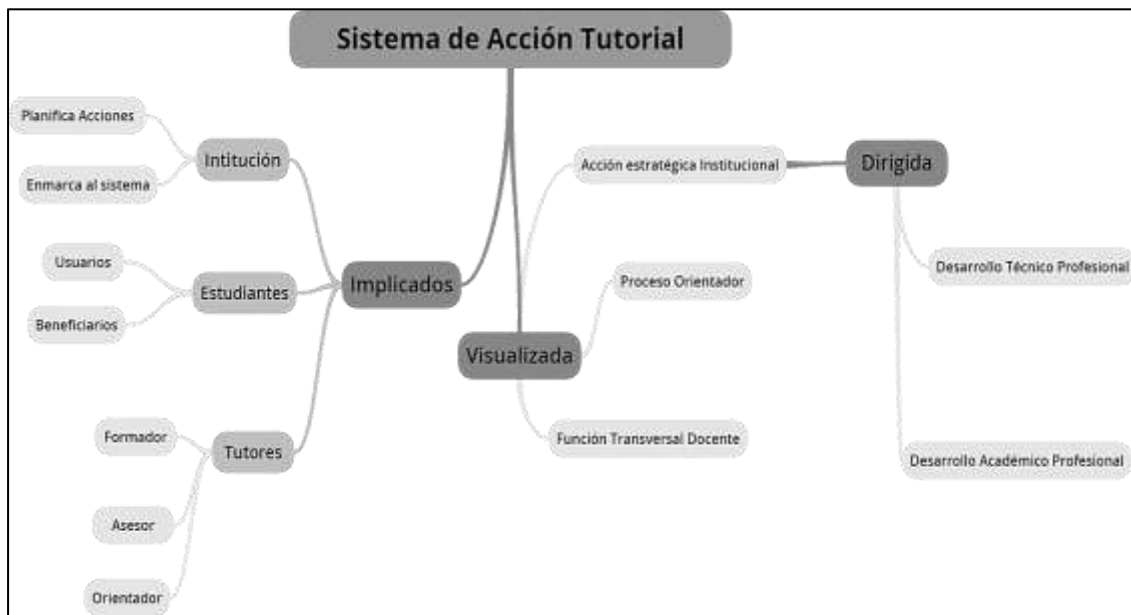 Sistema de Acción Tutorial
Planifica Acciones
Intitución
Enmarca al sistema
Usuarios
Estudiantes
Beneficiarios
Formador
Tutores
Asesor
Orientador
Implicados
Visualizada
Acción estratégica Institucional
Proceso Orientador
Función Transversal Docente
Dirigida
Desarrollo Técnico Profesional
Desarrollo Académico Profesional